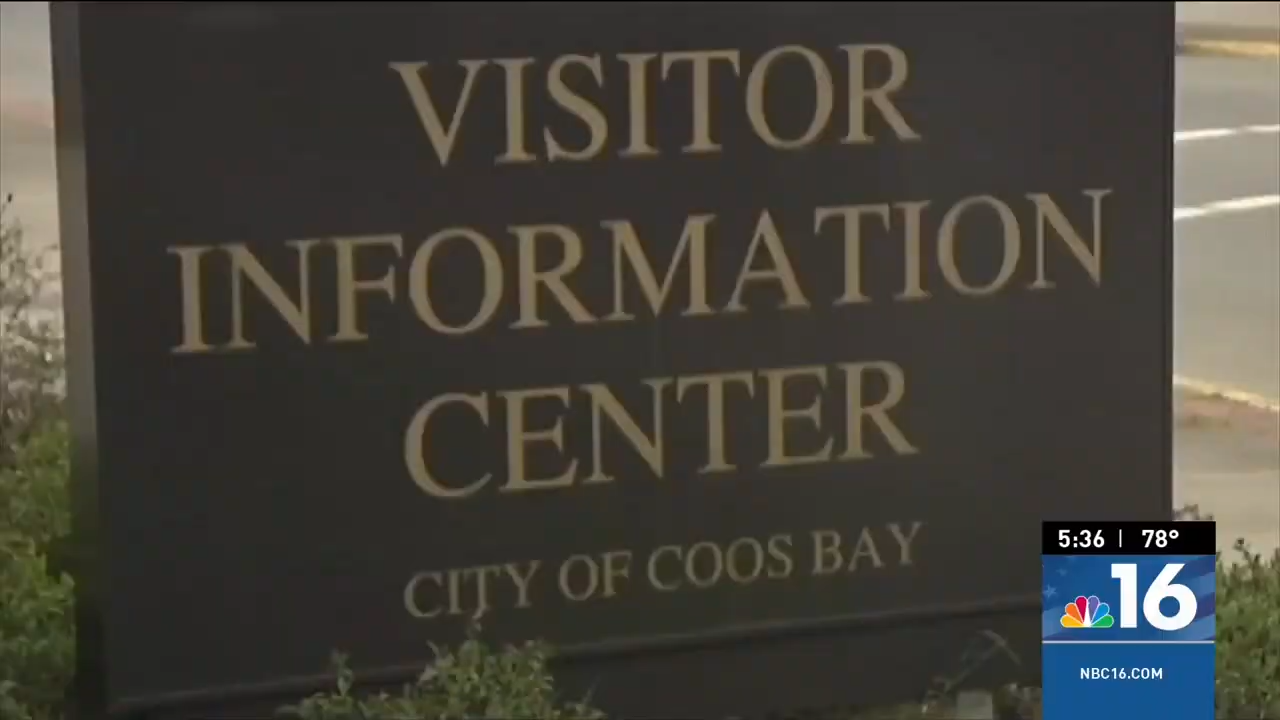 VISITOR
INFORMATION
CENTER
CITY OF COOS BAY
5:36 | 78°
16
NBC16.COM